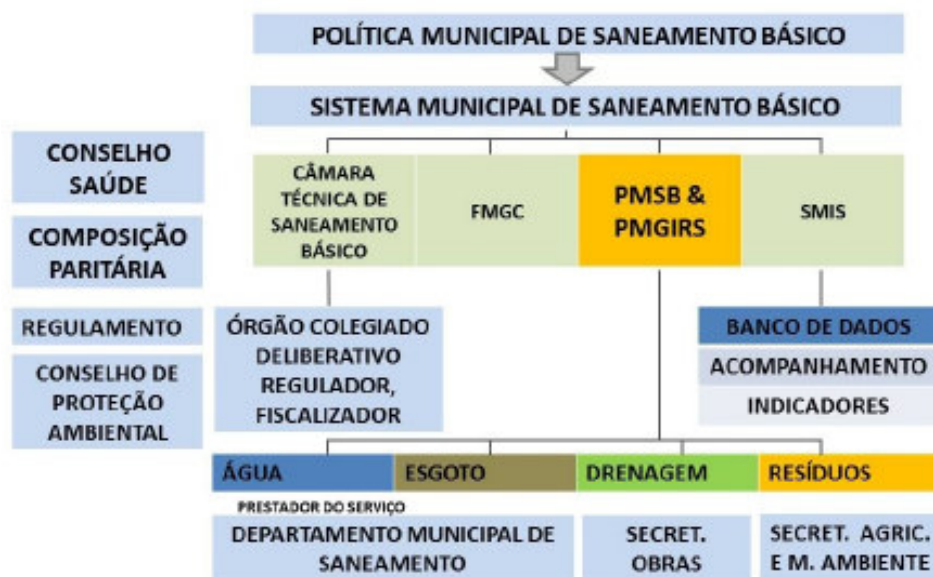 POLÍTICA MUNICIPAL DE SANEAMENTO BÁSICO
SISTEMA MUNICIPAL DE SANEAMENTO BÁSICO
CONSELHO
SAÚDE
COMPOSIÇÃO
PARITÁRIA
REGULAMENTO
CONSELHO DE
PROTEÇÃO
AMBIENTAL
CÂMARA
TÉCNICA DE
SANEAMENTO
BÁSICO
FMGC
PMSB &
PMGIRS
SMIS
ÓRGÃO COLEGIADO
DELIBERATIVO
REGULADOR,
FISCALIZADOR
BANCO DE DADOS
ACOMPANHAMENTO
INDICADORES
ÁGUA
ESGOTO
DRENAGEM
RESÍDUOS
PRESTADOR DO SERVIÇO
DEPARTAMENTO MUNICIPAL DE
SANEAMENTO
SECRET.
OBRAS
SECRET. AGRIC.
E M. AMBIENTE